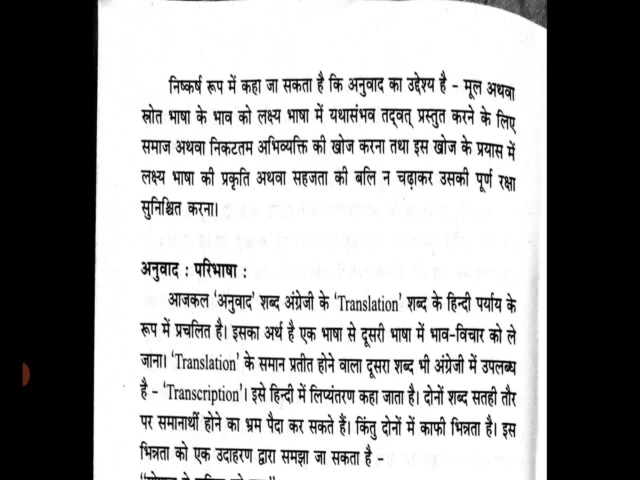 निष्कर्ष रूप में कहा जा सकता है कि अनुवाद का उद्देश्य है – मूल अथवा
स्रोत भाषा के भाव को लक्ष्य भाषा में यथासंभव तद्वत् प्रस्तुत करने के लिए
समाज अथवा निकटतम अभिव्यक्ति की खोज करना तथा इस खोज के प्रयास में
लक्ष्य भाषा की प्रकृति अथवा सहजता की बलि न चढ़ाकर उसकी पूर्ण रक्षा
सुनिश्चित करना।
अनुवाद : परिभाषा :
आजकल ‘अनुवाद’ शब्द अंग्रेजी के ‘Translation’ शब्द के हिन्दी पर्याय के
रूप में प्रचलित है। इसका अर्थ है एक भाषा से दूसरी भाषा में भाव-विचार को ले
जाना। ‘Translation’ के समान प्रतीत होने वाला दूसरा शब्द भी अंग्रेजी में उपलब्ध
है – ‘Transcription’। इसे हिन्दी में लिप्यंतरण कहा जाता है। दोनों शब्द सतही तौर
पर समानार्थी होने का भ्रम पैदा कर सकते हैं। किंतु दोनों में काफी भिन्नता है। इस
भिन्नता को एक उदाहरण द्वारा समझा जा सकता है –